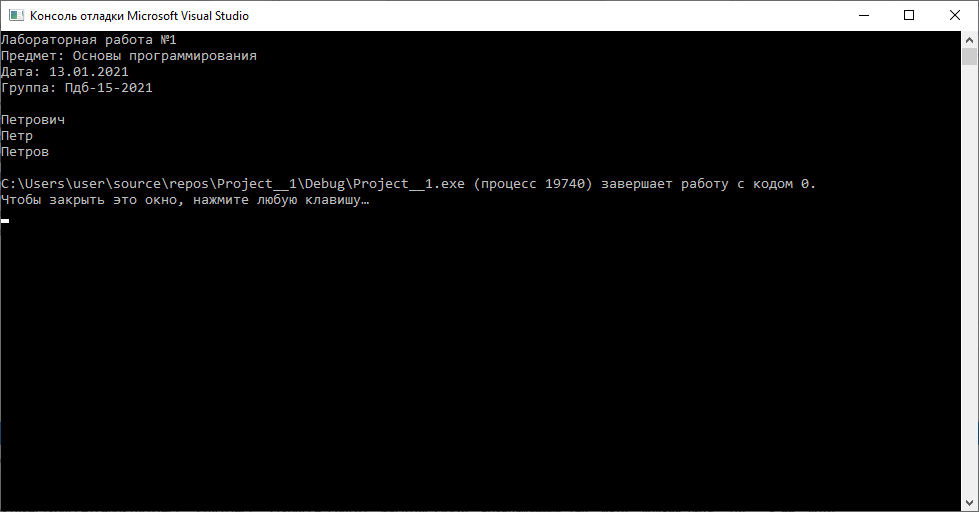 Консоль отладки Microsoft Visual Studio
Лабораторная работа №1
Предмет: Основы программирования
Дата: 13.01.2021
Группа: Пдб-15-2021
Петрович
Петр
Петров
C:\Users\user\source\repos\Project__1\Debug\Project__1.exe (процесс 19740) завершает работу с кодом 0.
Чтобы закрыть это окно, нажмите любую клавишу…